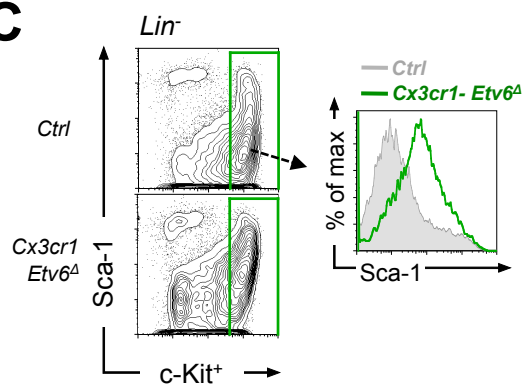 C
Lin⁻
Ctrl
Cx3cr1
Etv6Δ
Sca-1
c-Kit⁺
Ctrl
Cx3cr1- Etv6Δ
% of max
Sca-1